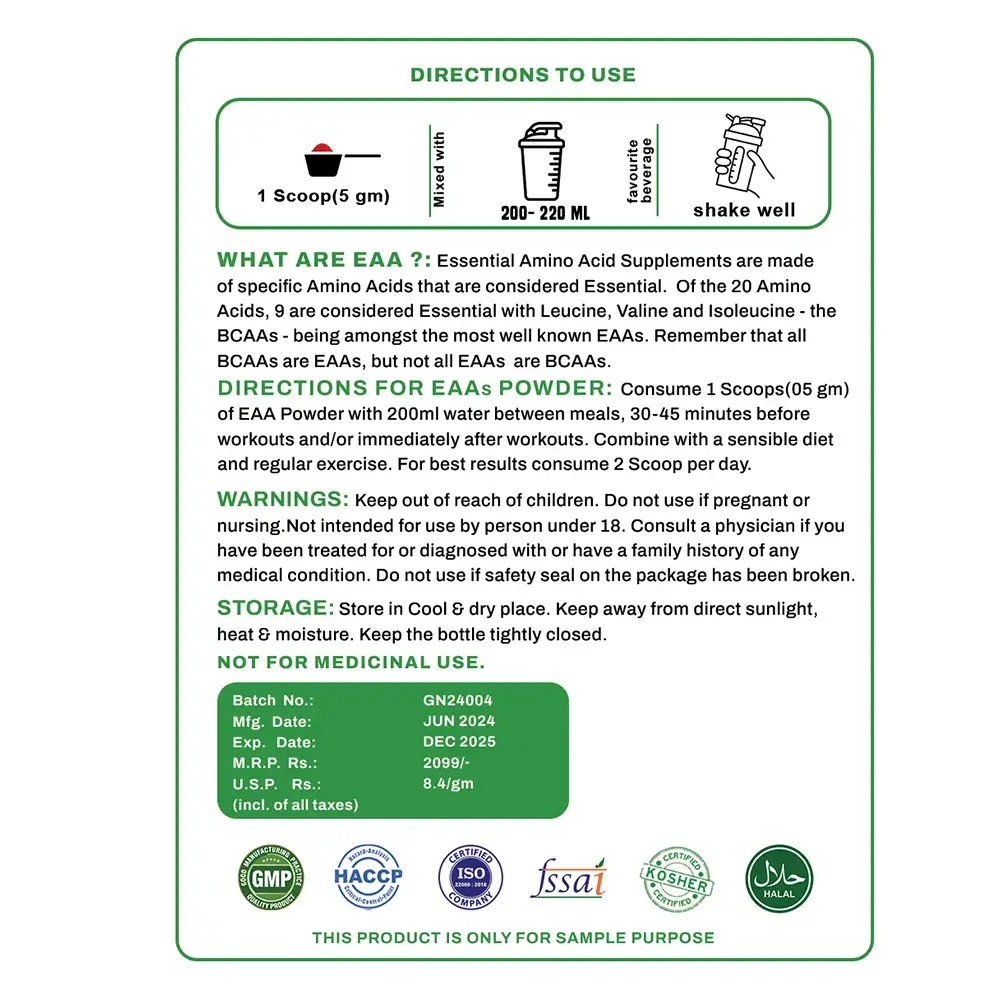 DIRECTIONS TO USE
1 Scoop(5 gm)
Mixed with
200- 220 ML
favourite
beverage
shake well
WHAT ARE EAA ?: Essential Amino Acid Supplements are made
of specific Amino Acids that are considered Essential. Of the 20 Amino
Acids, 9 are considered Essential with Leucine, Valine and Isoleucine - the
BCAAs - being amongst the most well known EAAs. Remember that all
BCAAs are EAAs, but not all EAAs are BCAAs.
DIRECTIONS FOR EAAs POWDER: Consume 1 Scoops(05 gm)
of EAA Powder with 200ml water between meals, 30-45 minutes before
workouts and/or immediately after workouts. Combine with a sensible diet
and regular exercise. For best results consume 2 Scoop per day.
WARNINGS: Keep out of reach of children. Do not use if pregnant or
nursing.Not intended for use by person under 18. Consult a physician if you
have been treated for or diagnosed with or have a family history of any
medical condition. Do not use if safety seal on the package has been broken.
STORAGE: Store in Cool & dry place. Keep away from direct sunlight,
heat & moisture. Keep the bottle tightly closed.
NOT FOR MEDICINAL USE.
Batch No.: GN24004
Mfg. Date: JUN 2024
Exp. Date: DEC 2025
M.R.P. Rs.: 2099/-
U.S.P. Rs.: 8.4/gm
(incl. of all taxes)
GOOD MANUFACTURING PRACTICE
GMP
QUALITY PRODUCT
Hazard-Analysis
HACCP
Critical-Control-Point
CERTIFIED
ISO
22000 : 2018
COMPANY
fssai
CERTIFIED
KOSHER
CERTIFIED
حلال
HALAL
THIS PRODUCT IS ONLY FOR SAMPLE PURPOSE